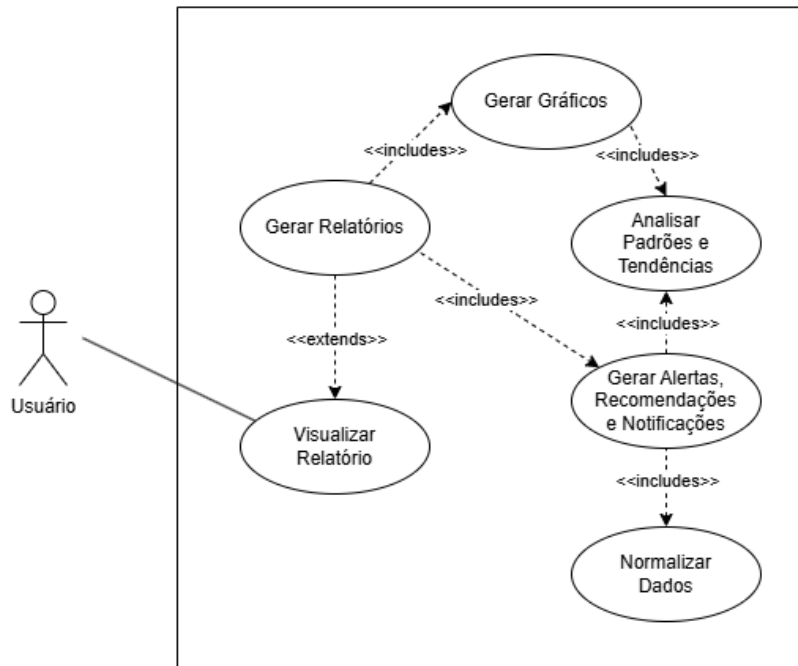 Gerar Gráficos
<<includes>>
<<includes>>
Gerar Relatórios
Analisar
Padrões e
Tendências
<<includes>>
<<extends>>
<<includes>>
Usuário
Gerar Alertas,
Recomendações
e Notificações
Visualizar
Relatório
<<includes>>
Normalizar
Dados